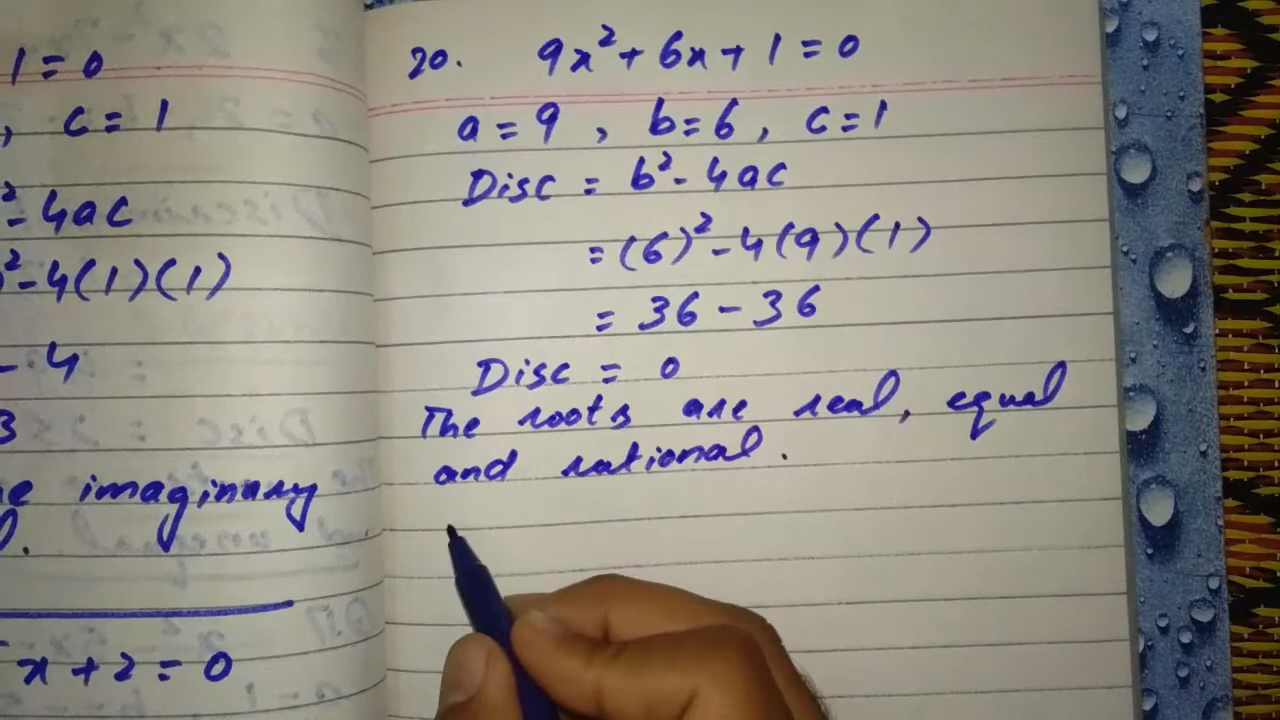 1 = 0
, c = 1
²- 4ac
²- 4(1)(1)
- 4
3
imaginary
x + 2 = 0
20. 9x² + 6x + 1 = 0
a = 9 , b = 6 , c = 1
Disc = b² - 4ac
= (6)² - 4(9)(1)
= 36 - 36
Disc = 0
The roots are real, equal
and rational.